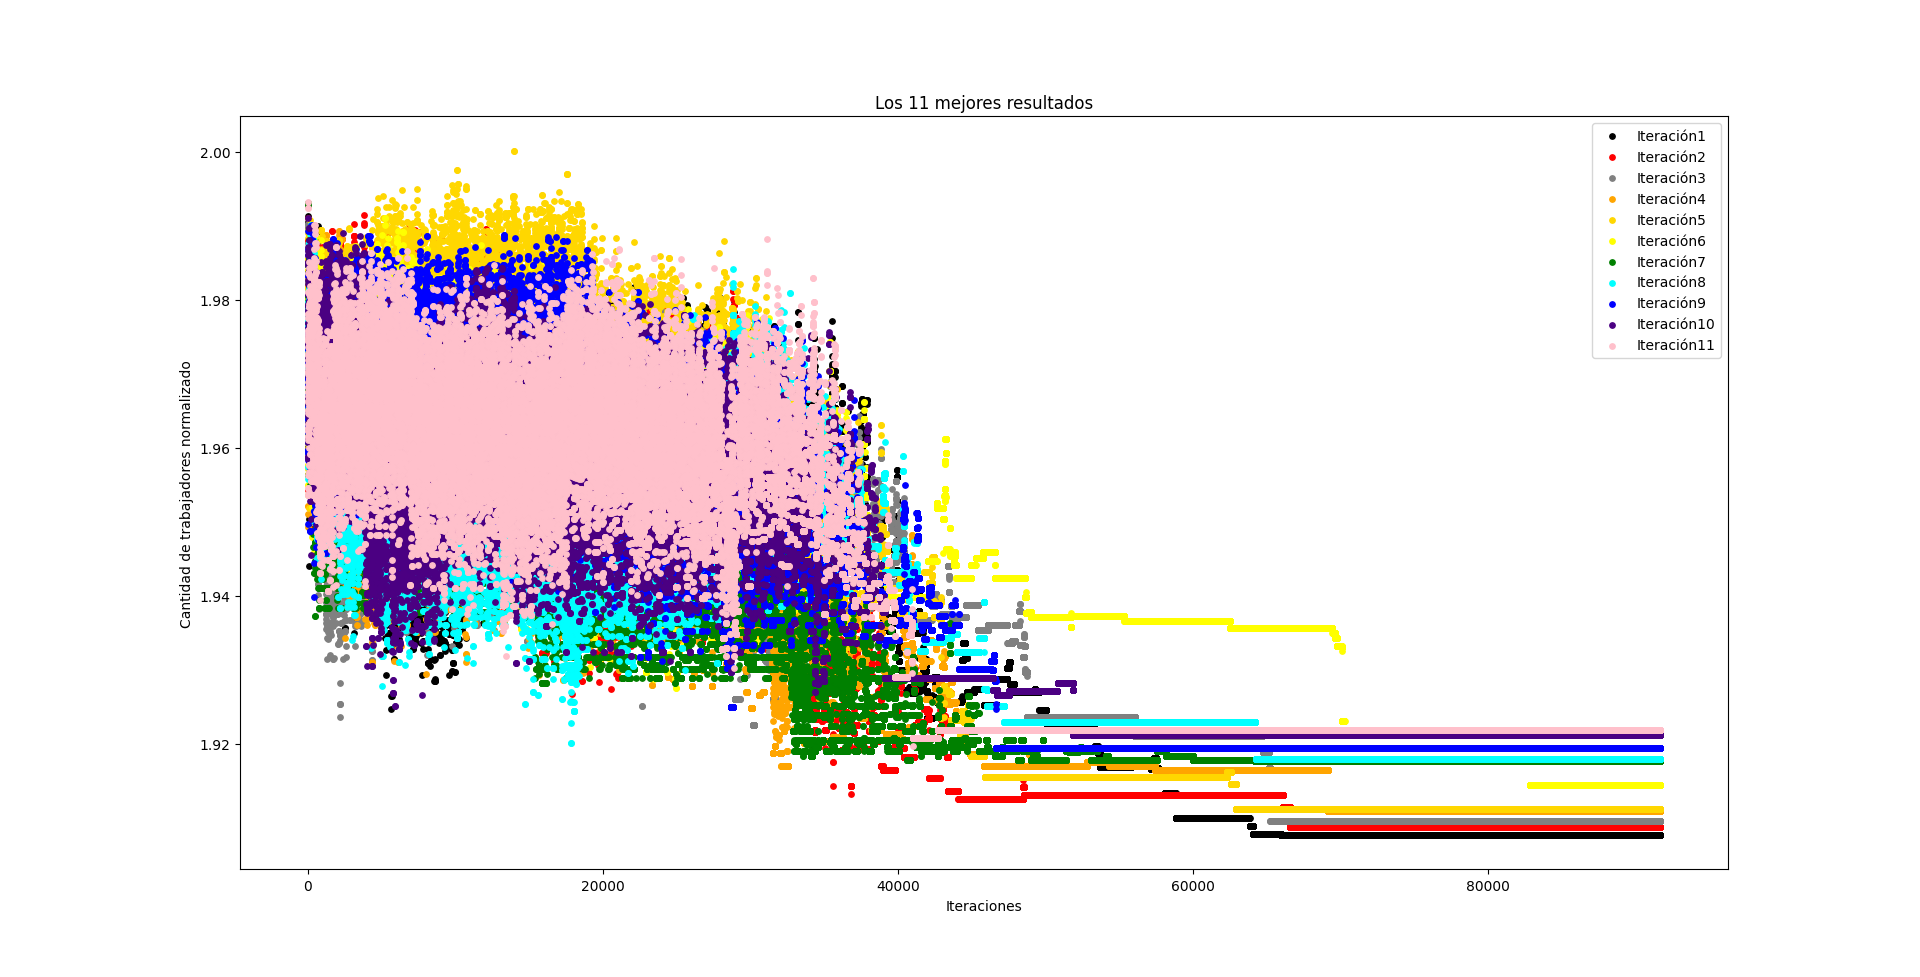 Los 11 mejores resultados
Cantidad de trabajadores normalizado
2.00
1.98
1.96
1.94
1.92
0
20000
40000
60000
80000
Iteraciones
Iteración1
Iteración2
Iteración3
Iteración4
Iteración5
Iteración6
Iteración7
Iteración8
Iteración9
Iteración10
Iteración11